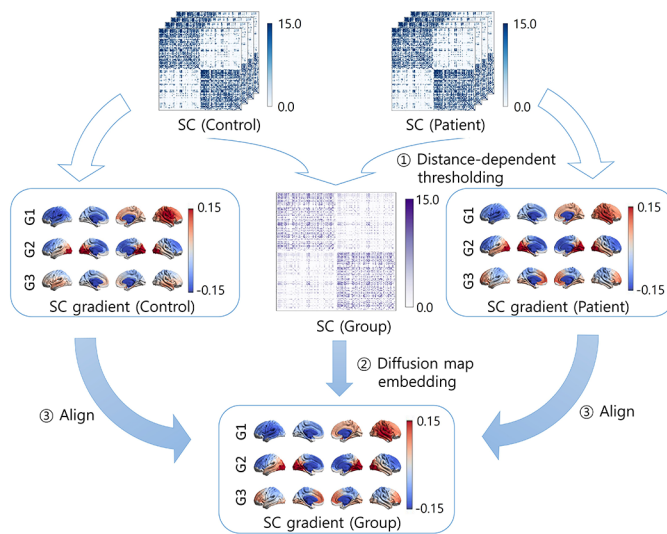 15.0
0.0
SC (Control)
15.0
0.0
SC (Patient)
① Distance-dependent
thresholding
G1
G2
G3
0.15
-0.15
SC gradient (Control)
15.0
0.0
SC (Group)
G1
G2
G3
0.15
-0.15
SC gradient (Patient)
② Diffusion map
embedding
③ Align
③ Align
G1
G2
G3
0.15
-0.15
SC gradient (Group)